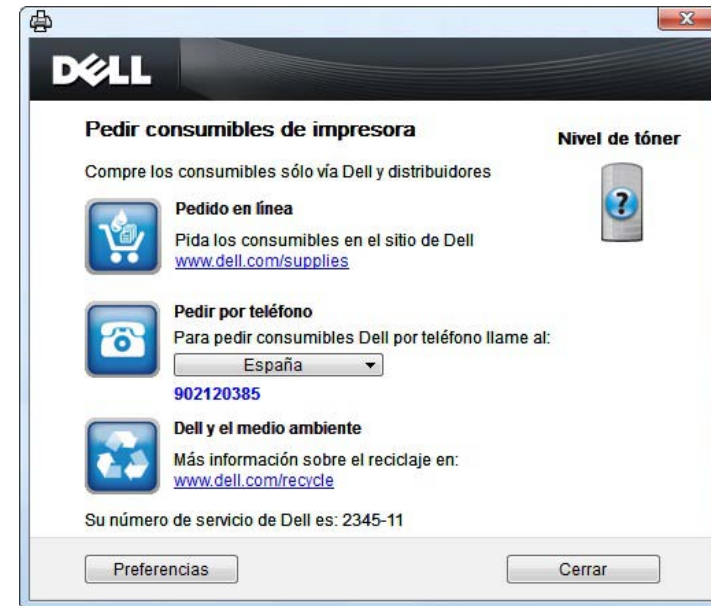 DELL
Pedir consumibles de impresora
Nivel de tóner
Compre los consumibles sólo vía Dell y distribuidores
?
Pedido en línea
Pida los consumibles en el sitio de Dell
www.dell.com/supplies
Pedir por teléfono
Para pedir consumibles Dell por teléfono llame al:
España
902120385
Dell y el medio ambiente
Más información sobre el reciclaje en:
www.dell.com/recycle
Su número de servicio de Dell es: 2345-11
Preferencias
Cerrar